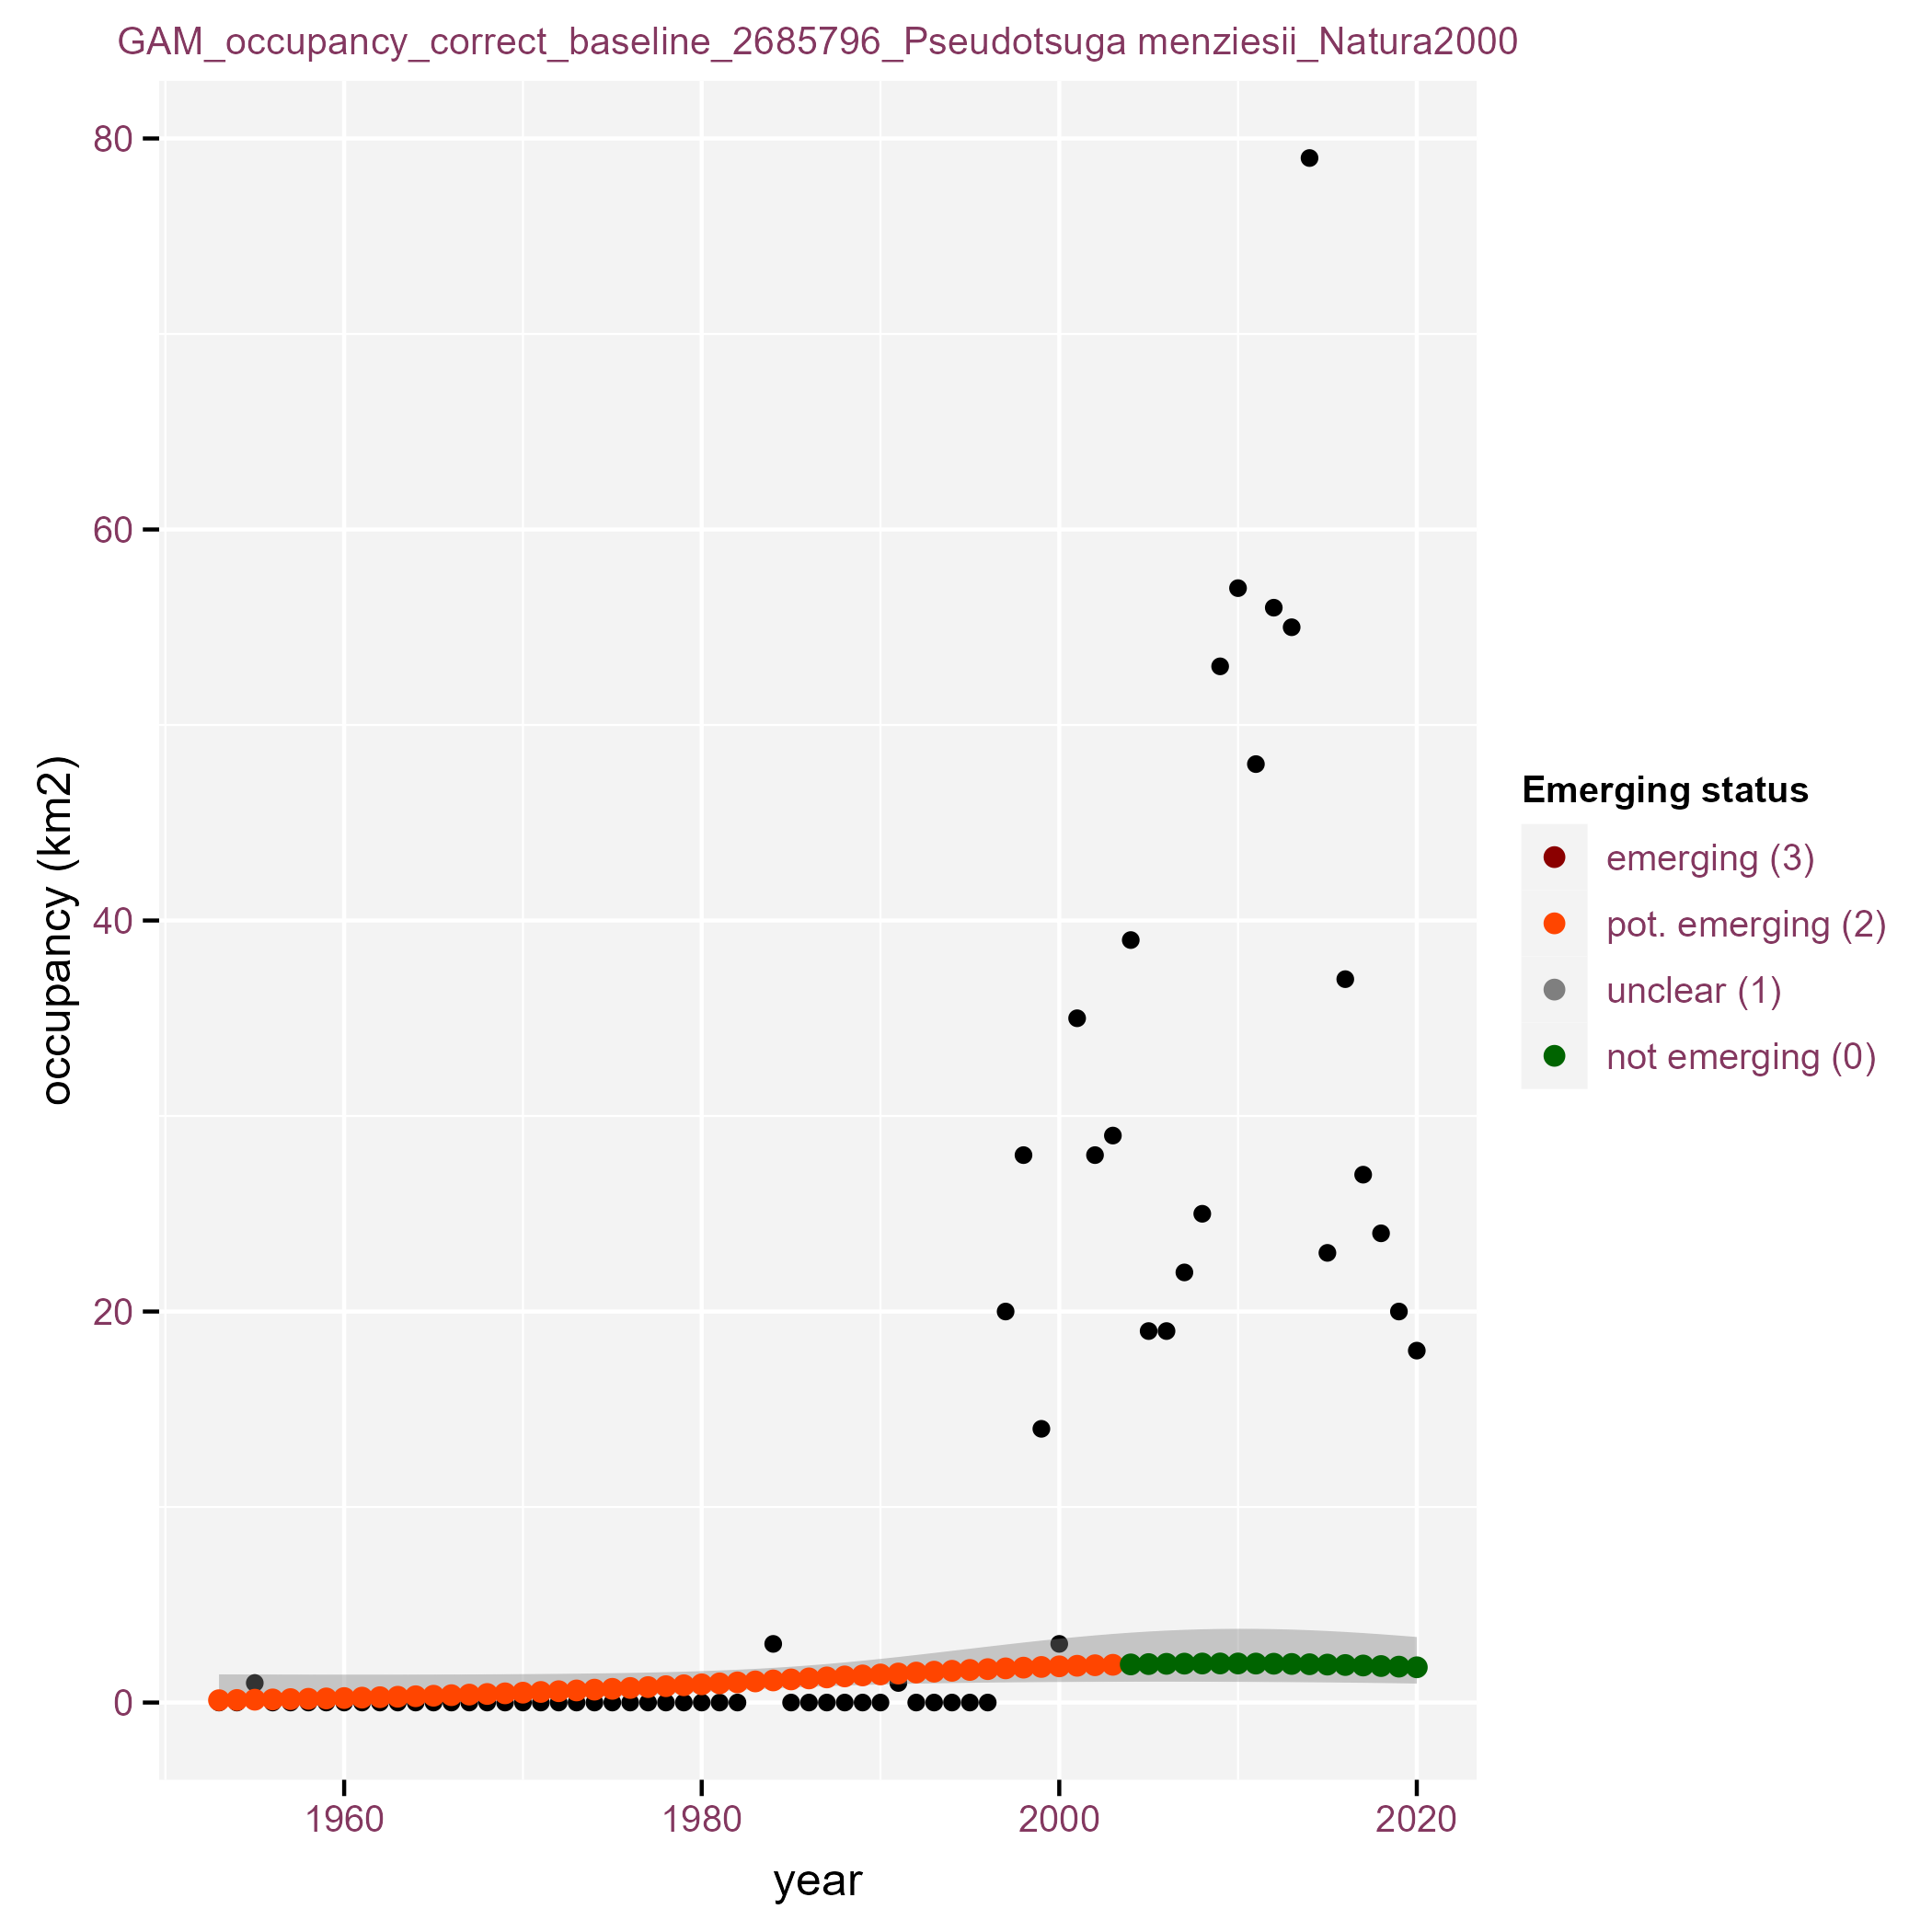 GAM_occupancy_correct_baseline_2685796_Pseudotsuga menziesii_Natura2000
80
60
40
20
0
occupancy (km2)
1960
1980
2000
2020
year
Emerging status
emerging (3)
pot. emerging (2)
unclear (1)
not emerging (0)